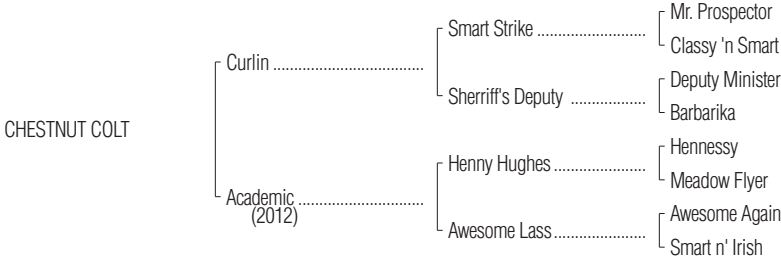 Mr. Prospector
Smart Strike ..........................
Classy 'n Smart
Curlin ....................................
Deputy Minister
Sherriff's Deputy ..................
Barbarika
CHESTNUT COLT
Hennessy
Henny Hughes ......................
Meadow Flyer
Academic ..............................
(2012)
Awesome Again
Awesome Lass......................
Smart n' Irish